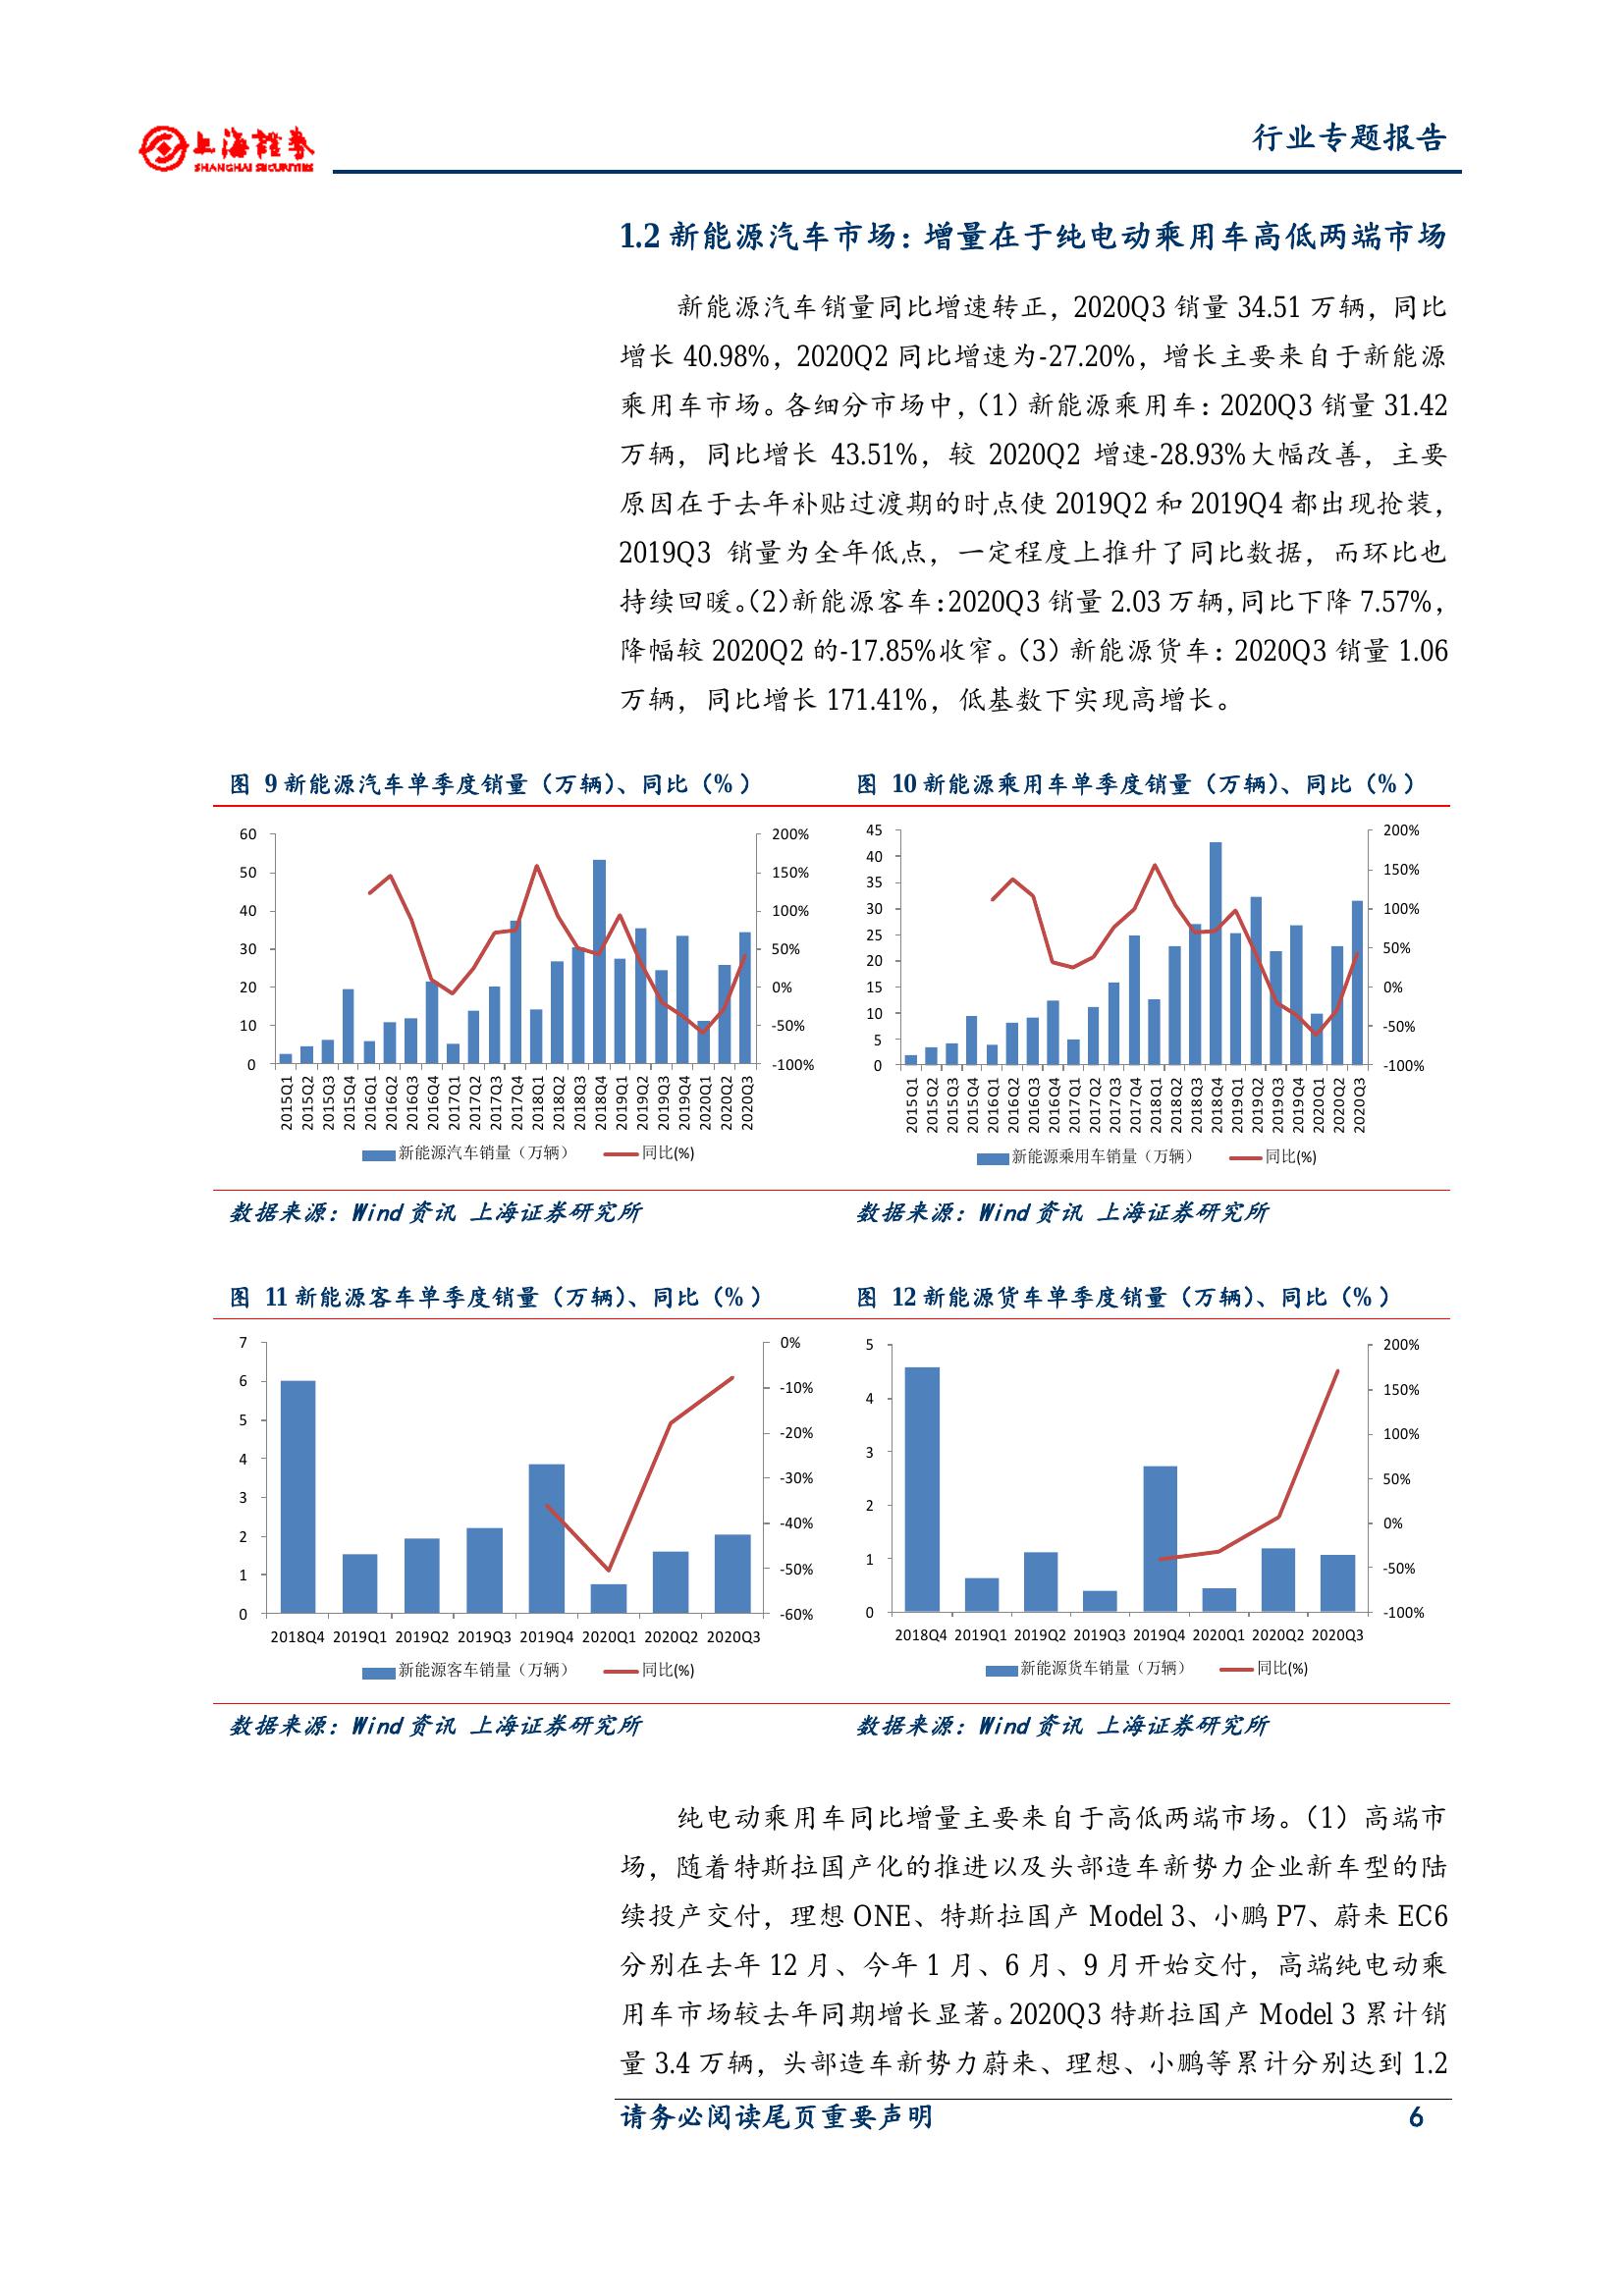 上海證券
SHANGHAI SECURITIES
行业专题报告
1.2 新能源汽车市场：增量在于纯电动乘用车高低两端市场
新能源汽车销量同比增速转正，2020Q3 销量 34.51 万辆，同比
增长 40.98%，2020Q2 同比增速为-27.20%，增长主要来自于新能源
乘用车市场。各细分市场中，（1）新能源乘用车：2020Q3 销量 31.42
万辆，同比增长 43.51%，较 2020Q2 增速-28.93%大幅改善，主要
原因在于去年补贴过渡期的时点使 2019Q2 和 2019Q4 都出现抢装，
2019Q3 销量为全年低点，一定程度上推升了同比数据，而环比也
持续回暖。（2）新能源客车：2020Q3 销量 2.03 万辆，同比下降 7.57%，
降幅较 2020Q2 的-17.85%收窄。（3）新能源货车：2020Q3 销量 1.06
万辆，同比增长 171.41%，低基数下实现高增长。
图 9 新能源汽车单季度销量（万辆）、同比（%）
60
50
40
30
20
10
0
200%
150%
100%
50%
0%
-50%
-100%
2015Q1
2015Q2
2015Q3
2015Q4
2016Q1
2016Q2
2016Q3
2016Q4
2017Q1
2017Q2
2017Q3
2017Q4
2018Q1
2018Q2
2018Q3
2018Q4
2019Q1
2019Q2
2019Q3
2019Q4
2020Q1
2020Q2
2020Q3
新能源汽车销量（万辆） 同比(%)
数据来源：Wind 资讯 上海证券研究所
图 10 新能源乘用车单季度销量（万辆）、同比（%）
45
40
35
30
25
20
15
10
5
0
200%
150%
100%
50%
0%
-50%
-100%
2015Q1
2015Q2
2015Q3
2015Q4
2016Q1
2016Q2
2016Q3
2016Q4
2017Q1
2017Q2
2017Q3
2017Q4
2018Q1
2018Q2
2018Q3
2018Q4
2019Q1
2019Q2
2019Q3
2019Q4
2020Q1
2020Q2
2020Q3
新能源乘用车销量（万辆） 同比(%)
数据来源：Wind 资讯 上海证券研究所
图 11 新能源客车单季度销量（万辆）、同比（%）
7
6
5
4
3
2
1
0
0%
-10%
-20%
-30%
-40%
-50%
-60%
2018Q4 2019Q1 2019Q2 2019Q3 2019Q4 2020Q1 2020Q2 2020Q3
新能源客车销量（万辆） 同比(%)
数据来源：Wind 资讯 上海证券研究所
图 12 新能源货车单季度销量（万辆）、同比（%）
5
4
3
2
1
0
200%
150%
100%
50%
0%
-50%
-100%
2018Q4 2019Q1 2019Q2 2019Q3 2019Q4 2020Q1 2020Q2 2020Q3
新能源货车销量（万辆） 同比(%)
数据来源：Wind 资讯 上海证券研究所
纯电动乘用车同比增量主要来自于高低两端市场。（1）高端市
场，随着特斯拉国产化的推进以及头部造车新势力企业新车型的陆
续投产交付，理想 ONE、特斯拉国产 Model 3、小鹏 P7、蔚来 EC6
分别在去年 12 月、今年 1 月、6 月、9 月开始交付，高端纯电动乘
用车市场较去年同期增长显著。2020Q3 特斯拉国产 Model 3 累计销
量 3.4 万辆，头部造车新势力蔚来、理想、小鹏等累计分别达到 1.2
请务必阅读尾页重要声明
6